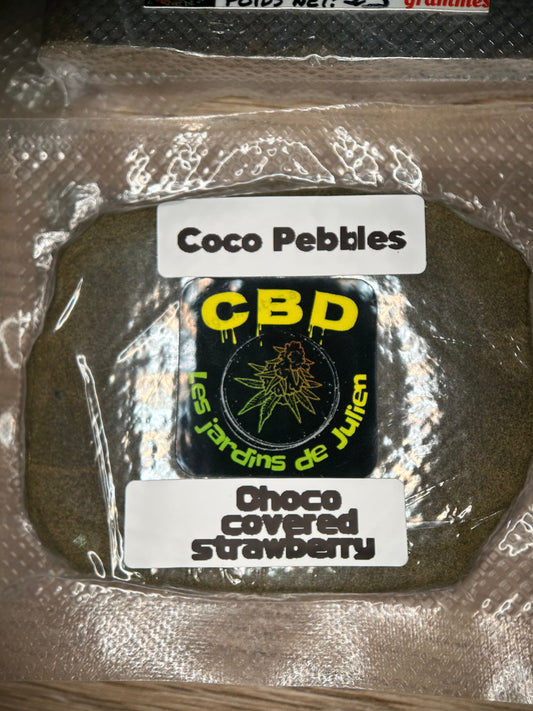 POIDS NET:
grammes
Coco Pebbles
CBD
Les jardins de Julien
Choco
covered
strawberry